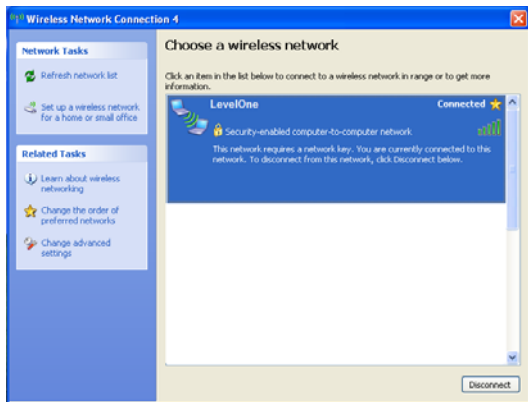 Wireless Network Connection 4
Network Tasks
Refresh network list
Set up a wireless network
for a home or small office
Related Tasks
Learn about wireless
networking
Change the order of
preferred networks
Change advanced
settings
Choose a wireless network
Click an item in the list below to connect to a wireless network in range or to get more
information.
LevelOne Connected
Security-enabled computer-to-computer network
This network requires a network key. You are currently connected to this
network. To disconnect from this network, click Disconnect below.
Disconnect